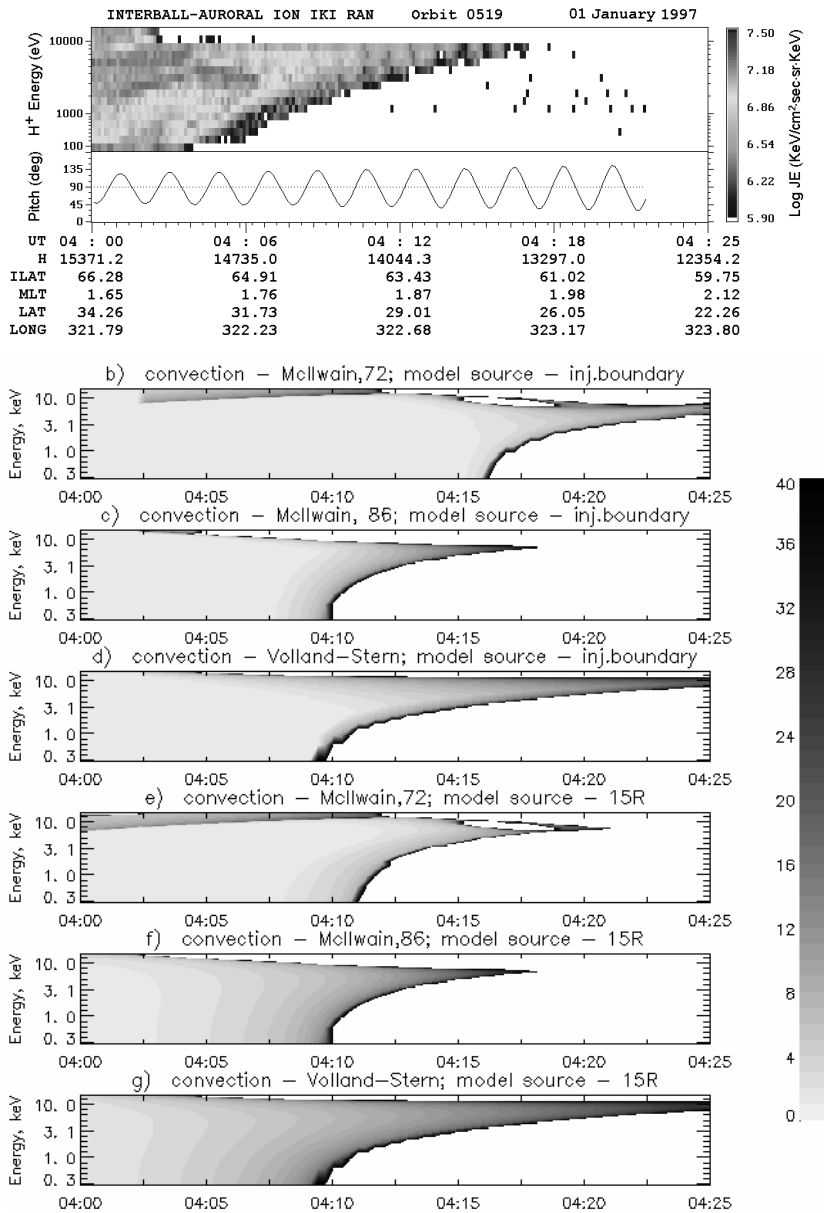 INTERBALL-AURORAL ION IKI RAN Orbit 0519 01 January 1997
H+ Energy (eV)
10000
1000
100
Pitch (deg)
135
90
45
0
7.50
7.18
6.86
6.54
6.22
5.90
Log JE (KeV/cm²sec·sr·KeV)
UT 04 : 00 04 : 06 04 : 12 04 : 18 04 : 25
H 15371.2 14735.0 14044.3 13297.0 12354.2
ILAT 66.28 64.91 63.43 61.02 59.75
MLT 1.65 1.76 1.87 1.98 2.12
LAT 34.26 31.73 29.01 26.05 22.26
LONG 321.79 322.23 322.68 323.17 323.80
b) convection – McIlwain,72; model source – inj.boundary
Energy, keV
10. 0
3. 1
1. 0
0. 3
04:00 04:05 04:10 04:15 04:20 04:25
c) convection – McIlwain, 86; model source – inj.boundary
Energy, keV
10. 0
3. 1
1. 0
0. 3
04:00 04:05 04:10 04:15 04:20 04:25
d) convection – Volland–Stern; model source – inj.boundary
Energy, keV
10. 0
3. 1
1. 0
0. 3
04:00 04:05 04:10 04:15 04:20 04:25
e) convection – McIlwain,72; model source – 15R
Energy, keV
10. 0
3. 1
1. 0
0. 3
04:00 04:05 04:10 04:15 04:20 04:25
f) convection – McIlwain,86; model source – 15R
Energy, keV
10. 0
3. 1
1. 0
0. 3
04:00 04:05 04:10 04:15 04:20 04:25
g) convection – Volland–Stern; model source – 15R
Energy, keV
10. 0
3. 1
1. 0
0. 3
04:00 04:05 04:10 04:15 04:20 04:25
40
36
32
28
24
20
16
12
8
4
0